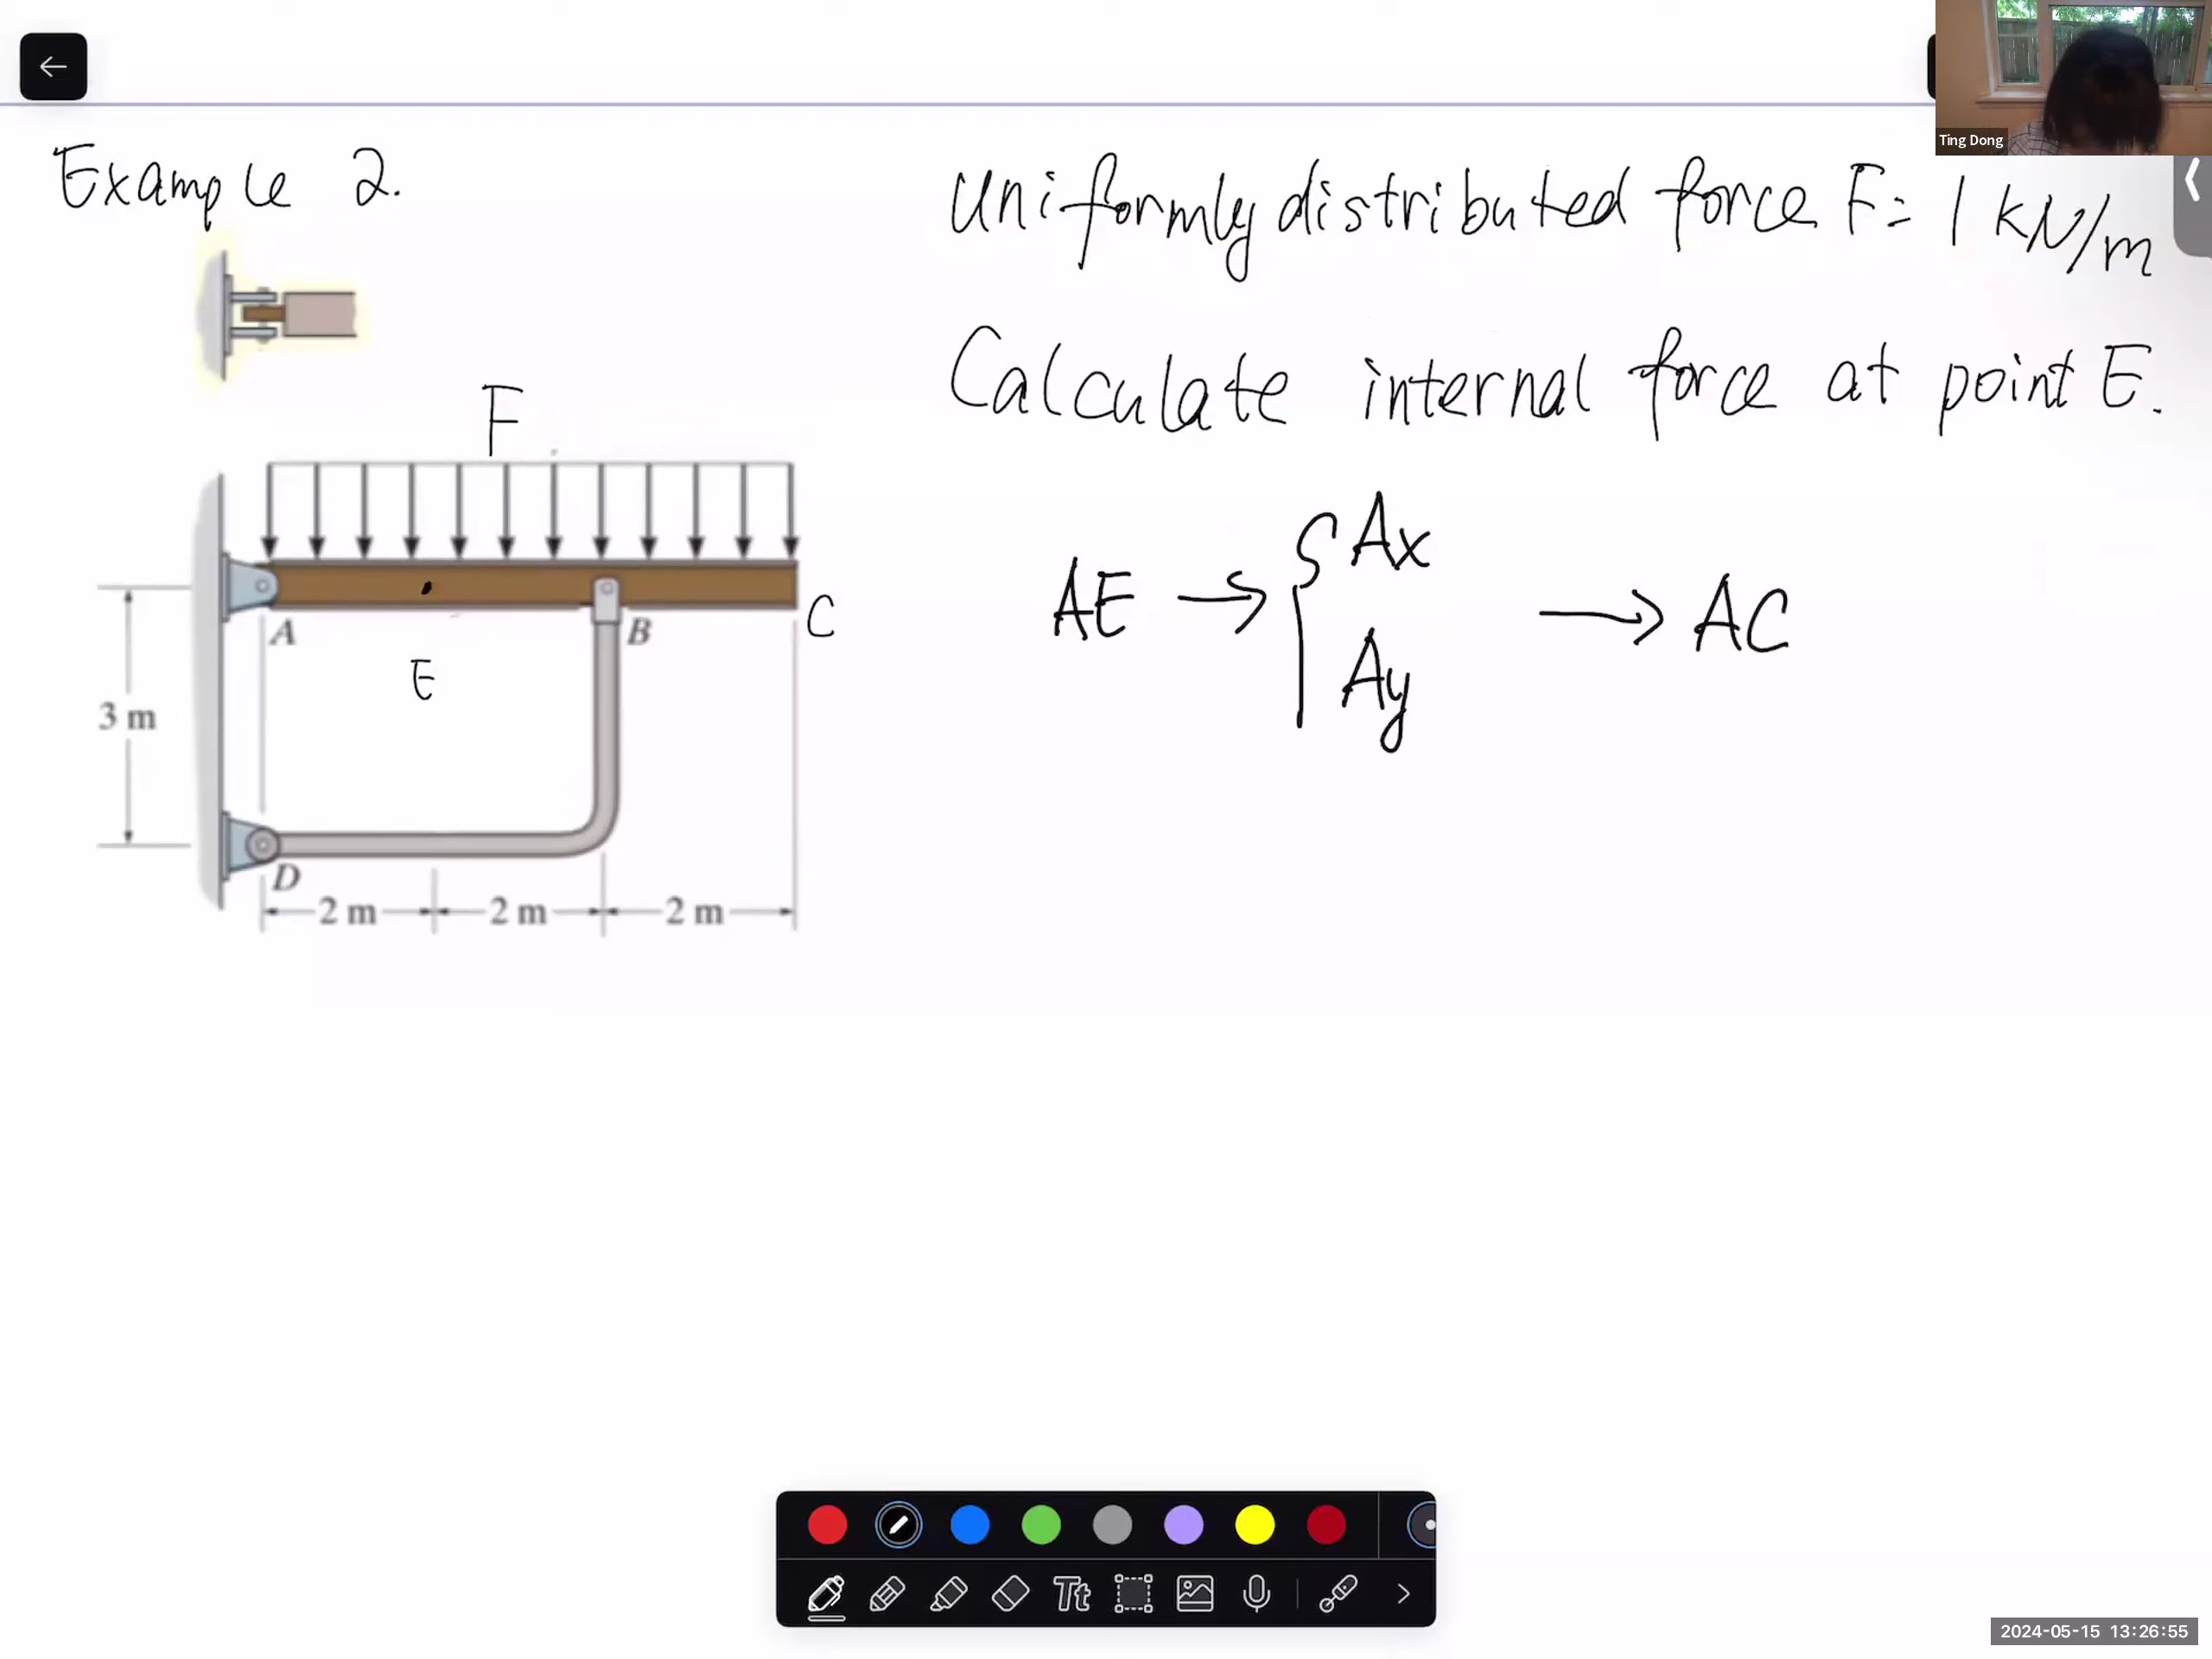 Ting Dong
Example 2.
Uniformly distributed force F= 1 kN/m
Calculate internal force at point E.
F
A
B
C
E
3 m
D
2 m
2 m
2 m
AE → { Ax → AC
Ay
Tt
2024-05-15 13:26:55